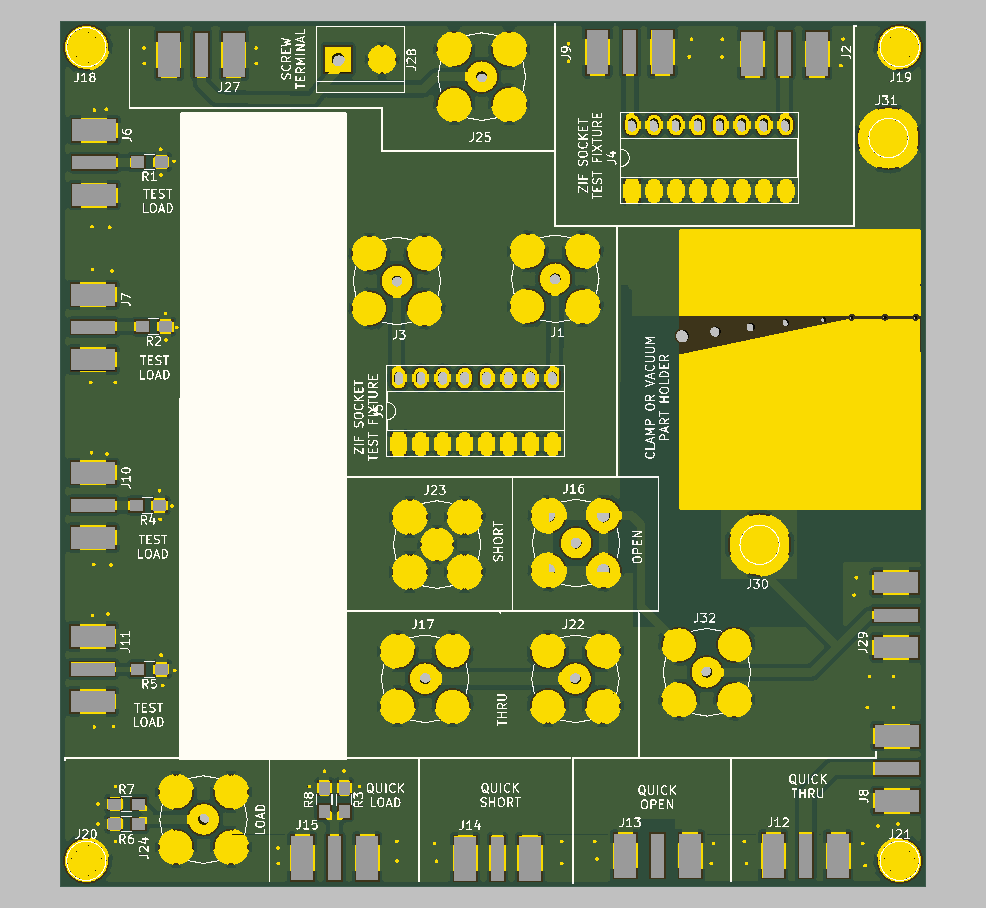 J18
J27
SCREW
TERMINAL
J28
J25
J9
J2
J19
J31
J6
R1
TEST
LOAD
ZIF SOCKET
TEST FIXTURE
J4
J7
R2
TEST
LOAD
J3
J1
CLAMP OR VACUUM
PART HOLDER
ZIF SOCKET
TEST FIXTURE
J5
J10
R4
TEST
LOAD
J23
SHORT
J16
OPEN
J30
J11
R5
TEST
LOAD
J17
J22
THRU
J32
J29
R7
R6
J24
J20
LOAD
R8
R3
QUICK
LOAD
J15
QUICK
SHORT
J14
QUICK
OPEN
J13
QUICK
THRU
J12
J8
J21